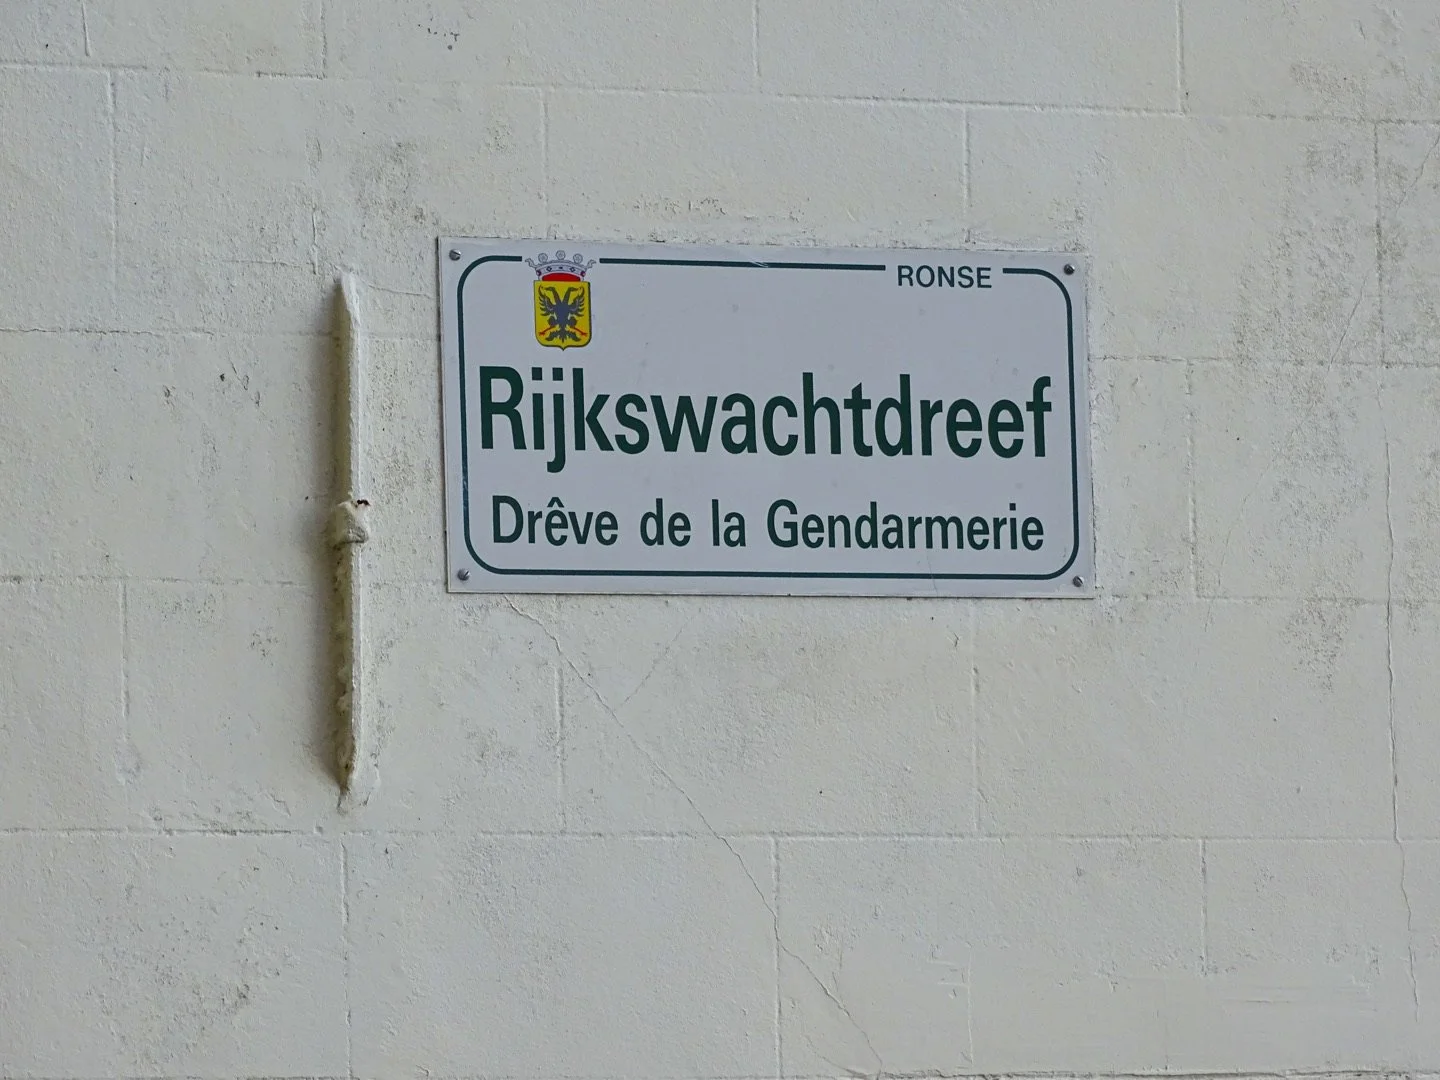 RONSE
Rijkswachtdreef
Drêve de la Gendarmerie